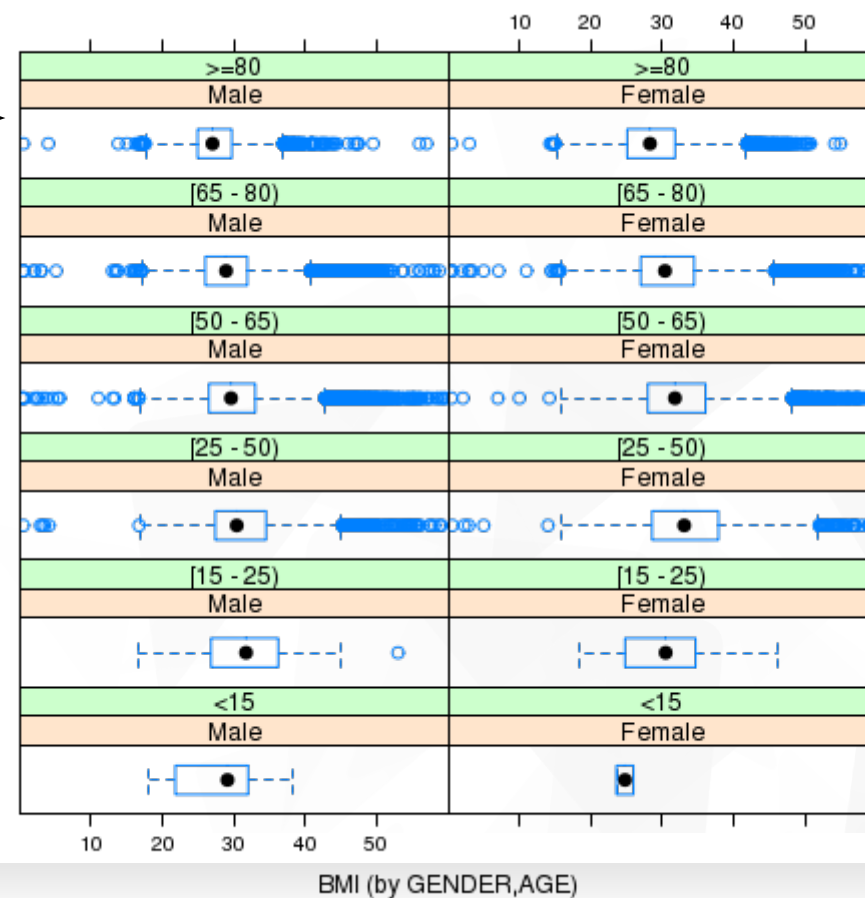 10 20 30 40 50
>=80 >=80
Male Female
[65 - 80) [65 - 80)
Male Female
[50 - 65) [50 - 65)
Male Female
[25 - 50) [25 - 50)
Male Female
[15 - 25) [15 - 25)
Male Female
<15 <15
Male Female
10 20 30 40 50
BMI (by GENDER,AGE)